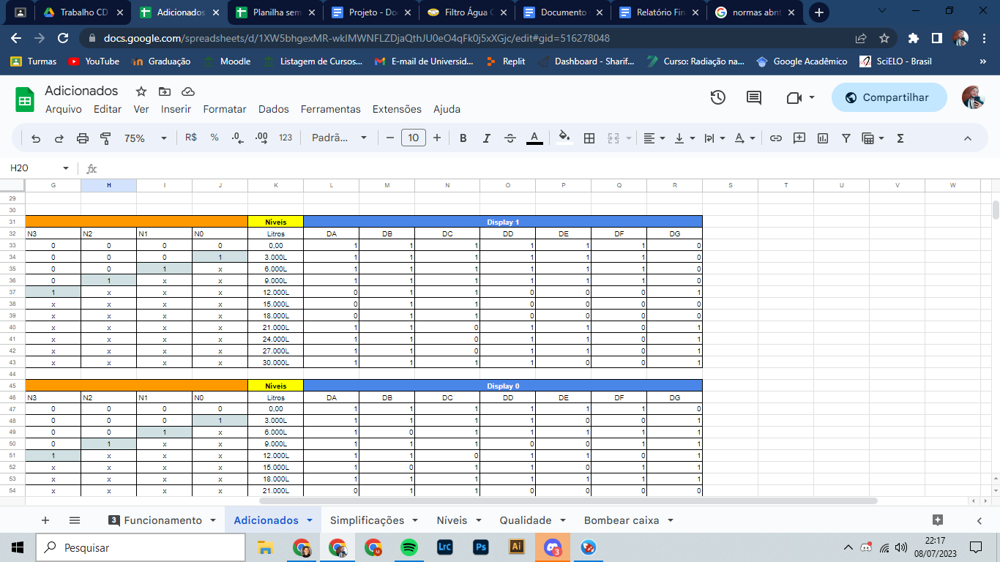 Trabalho CD
Adicionados
Planilha sem
Projeto - Do
Filtro Água
Documento
Relatório Fin
normas abnt
docs.google.com/spreadsheets/d/1XW5bhgexMR-wkIMWNFLZDjaQthJU0eO4qFk0j5xXGjc/edit#gid=516278048
Turmas YouTube Graduação Moodle Listagem de Cursos... E-mail de Universid... Replit Dashboard - Sharif... Curso: Radiação na... Google Acadêmico SciELO - Brasil »
Adicionados
Compartilhar
Arquivo Editar Ver Inserir Formatar Dados Ferramentas Extensões Ajuda
75% R$ % .0 .00 123 Padrã... 10 B I A
H20 fx
G H I J K L M N O P Q R S T U V W
29
30
31 Níveis Display 1
32 N3 N2 N1 N0 Litros DA DB DC DD DE DF DG
33 0 0 0 0 0,00 1 1 1 1 1 1 0
34 0 0 0 1 3.000L 1 1 1 1 1 1 0
35 0 0 1 x 6.000L 1 1 1 1 1 1 0
36 0 1 x x 9.000L 1 1 1 1 1 1 0
37 1 x x x 12.000L 0 1 1 0 0 0 1
38 x x x x 15.000L 0 1 1 0 0 0 0
39 x x x x 18.000L 0 1 1 0 0 0 0
40 x x x x 21.000L 1 1 0 1 1 0 1
41 x x x x 24.000L 1 1 0 1 1 0 1
42 x x x x 27.000L 1 1 0 1 1 0 1
43 x x x x 30.000L 1 1 1 1 0 0 1
44
45 Níveis Display 0
46 N3 N2 N1 N0 Litros DA DB DC DD DE DF DG
47 0 0 0 0 0,00 1 1 1 1 1 1 0
48 0 0 0 1 3.000L 1 1 1 1 0 0 1
49 0 0 1 x 6.000L 1 0 1 1 1 1 1
50 0 1 x x 9.000L 1 1 1 0 0 1 1
51 1 x x x 12.000L 1 1 0 1 1 0 1
52 x x x x 15.000L 1 0 1 1 0 1 1
53 x x x x 18.000L 1 1 1 1 1 1 1
54 x x x x 21.000L 0 1 1 0 0 0 0
3 Funcionamento Adicionados Simplificações Níveis Qualidade Bombear caixa
Pesquisar
LrC Ps Ai 3
22:17
08/07/2023